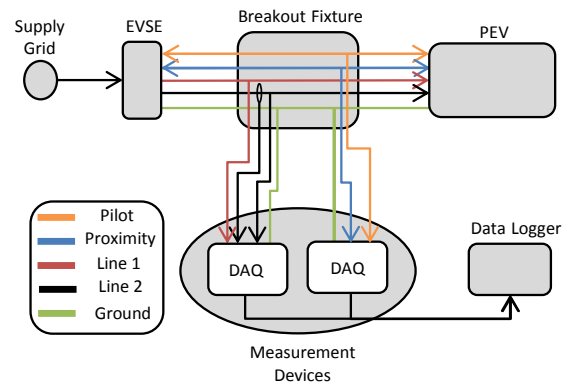 Supply
Grid
EVSE
Breakout Fixture
PEV
Pilot
Proximity
Line 1
Line 2
Ground
DAQ
DAQ
Data Logger
Measurement
Devices